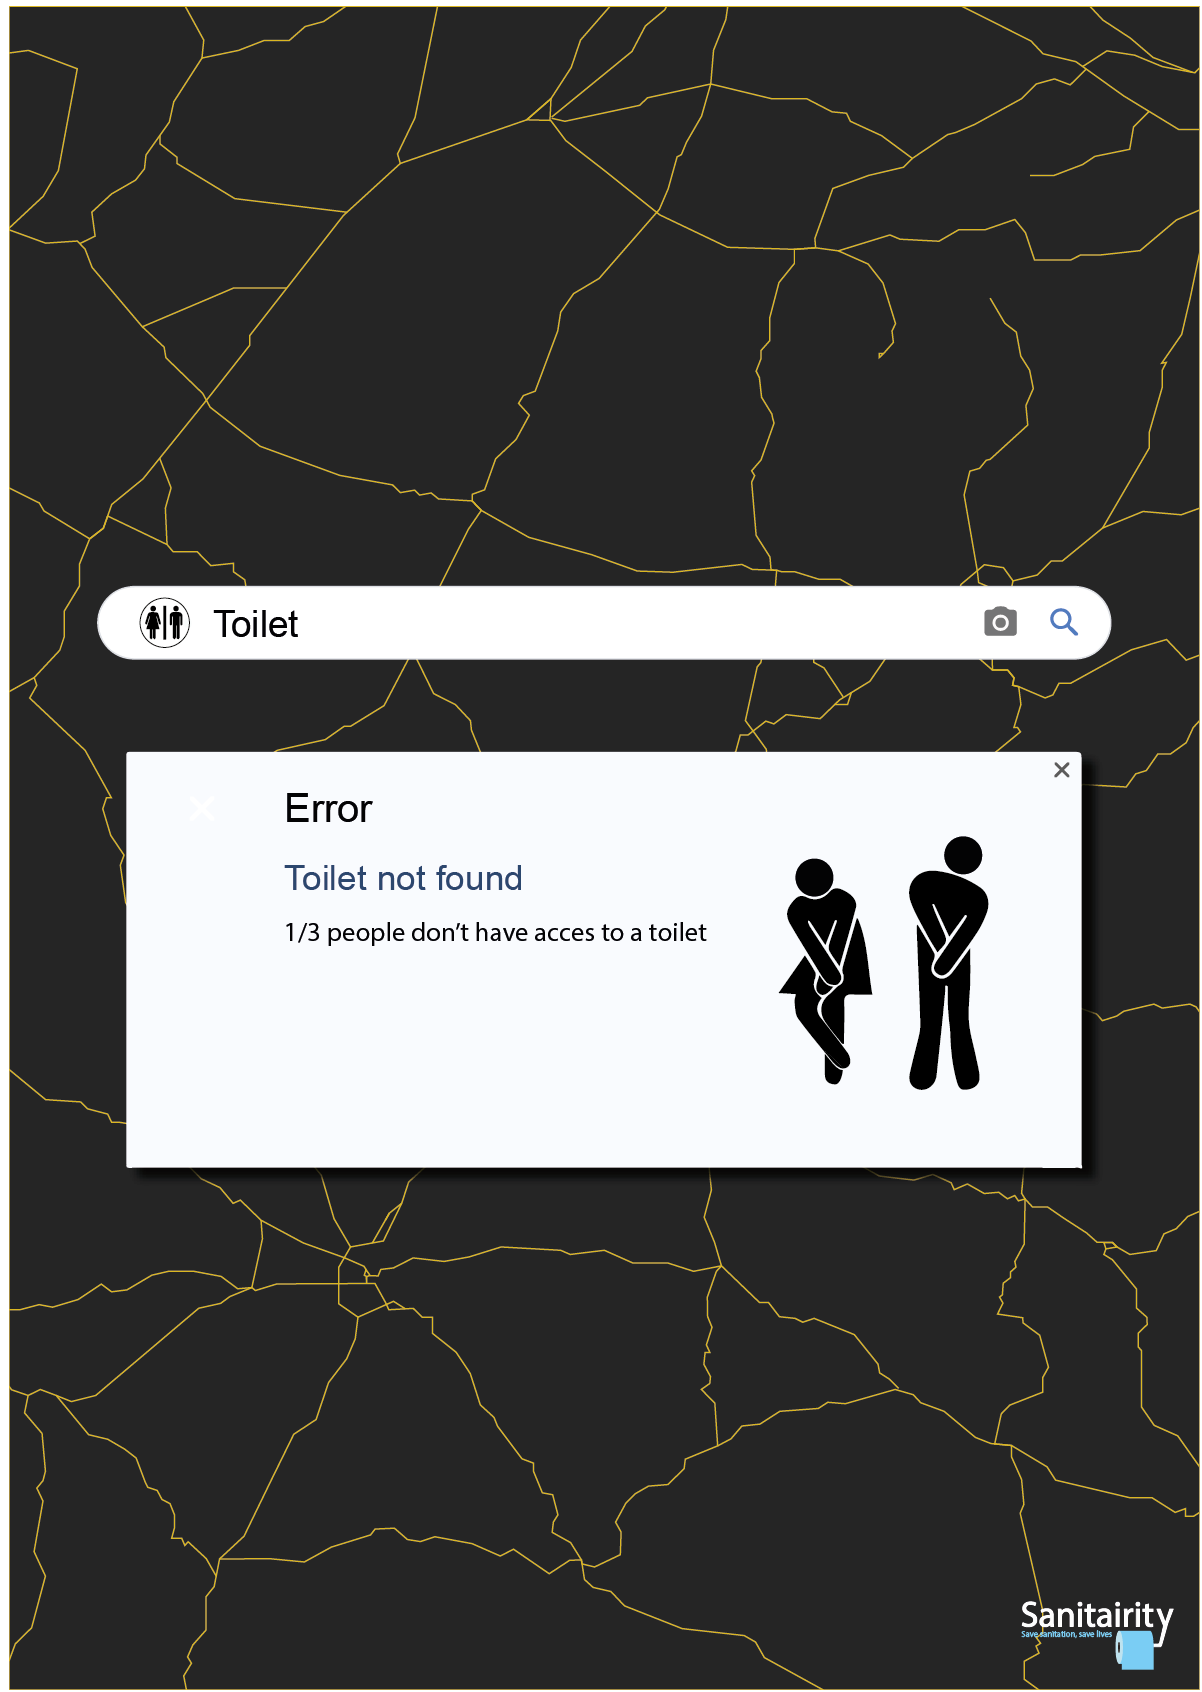 Toilet
Error
Toilet not found
1/3 people don't have acces to a toilet
Sanitairity
Save sanitation, save lives